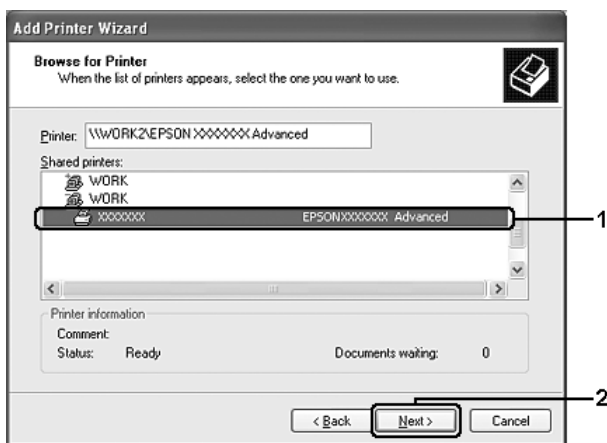 Add Printer Wizard
Browse for Printer
When the list of printers appears, select the one you want to use.
Printer: \\WORK2\EPSON XXXXXXX Advanced
Shared printers:
WORK
WORK
XXXXXXX EPSONXXXXXXX Advanced
1
Printer information
Comment:
Status: Ready Documents waiting: 0
2
< Back Next > Cancel